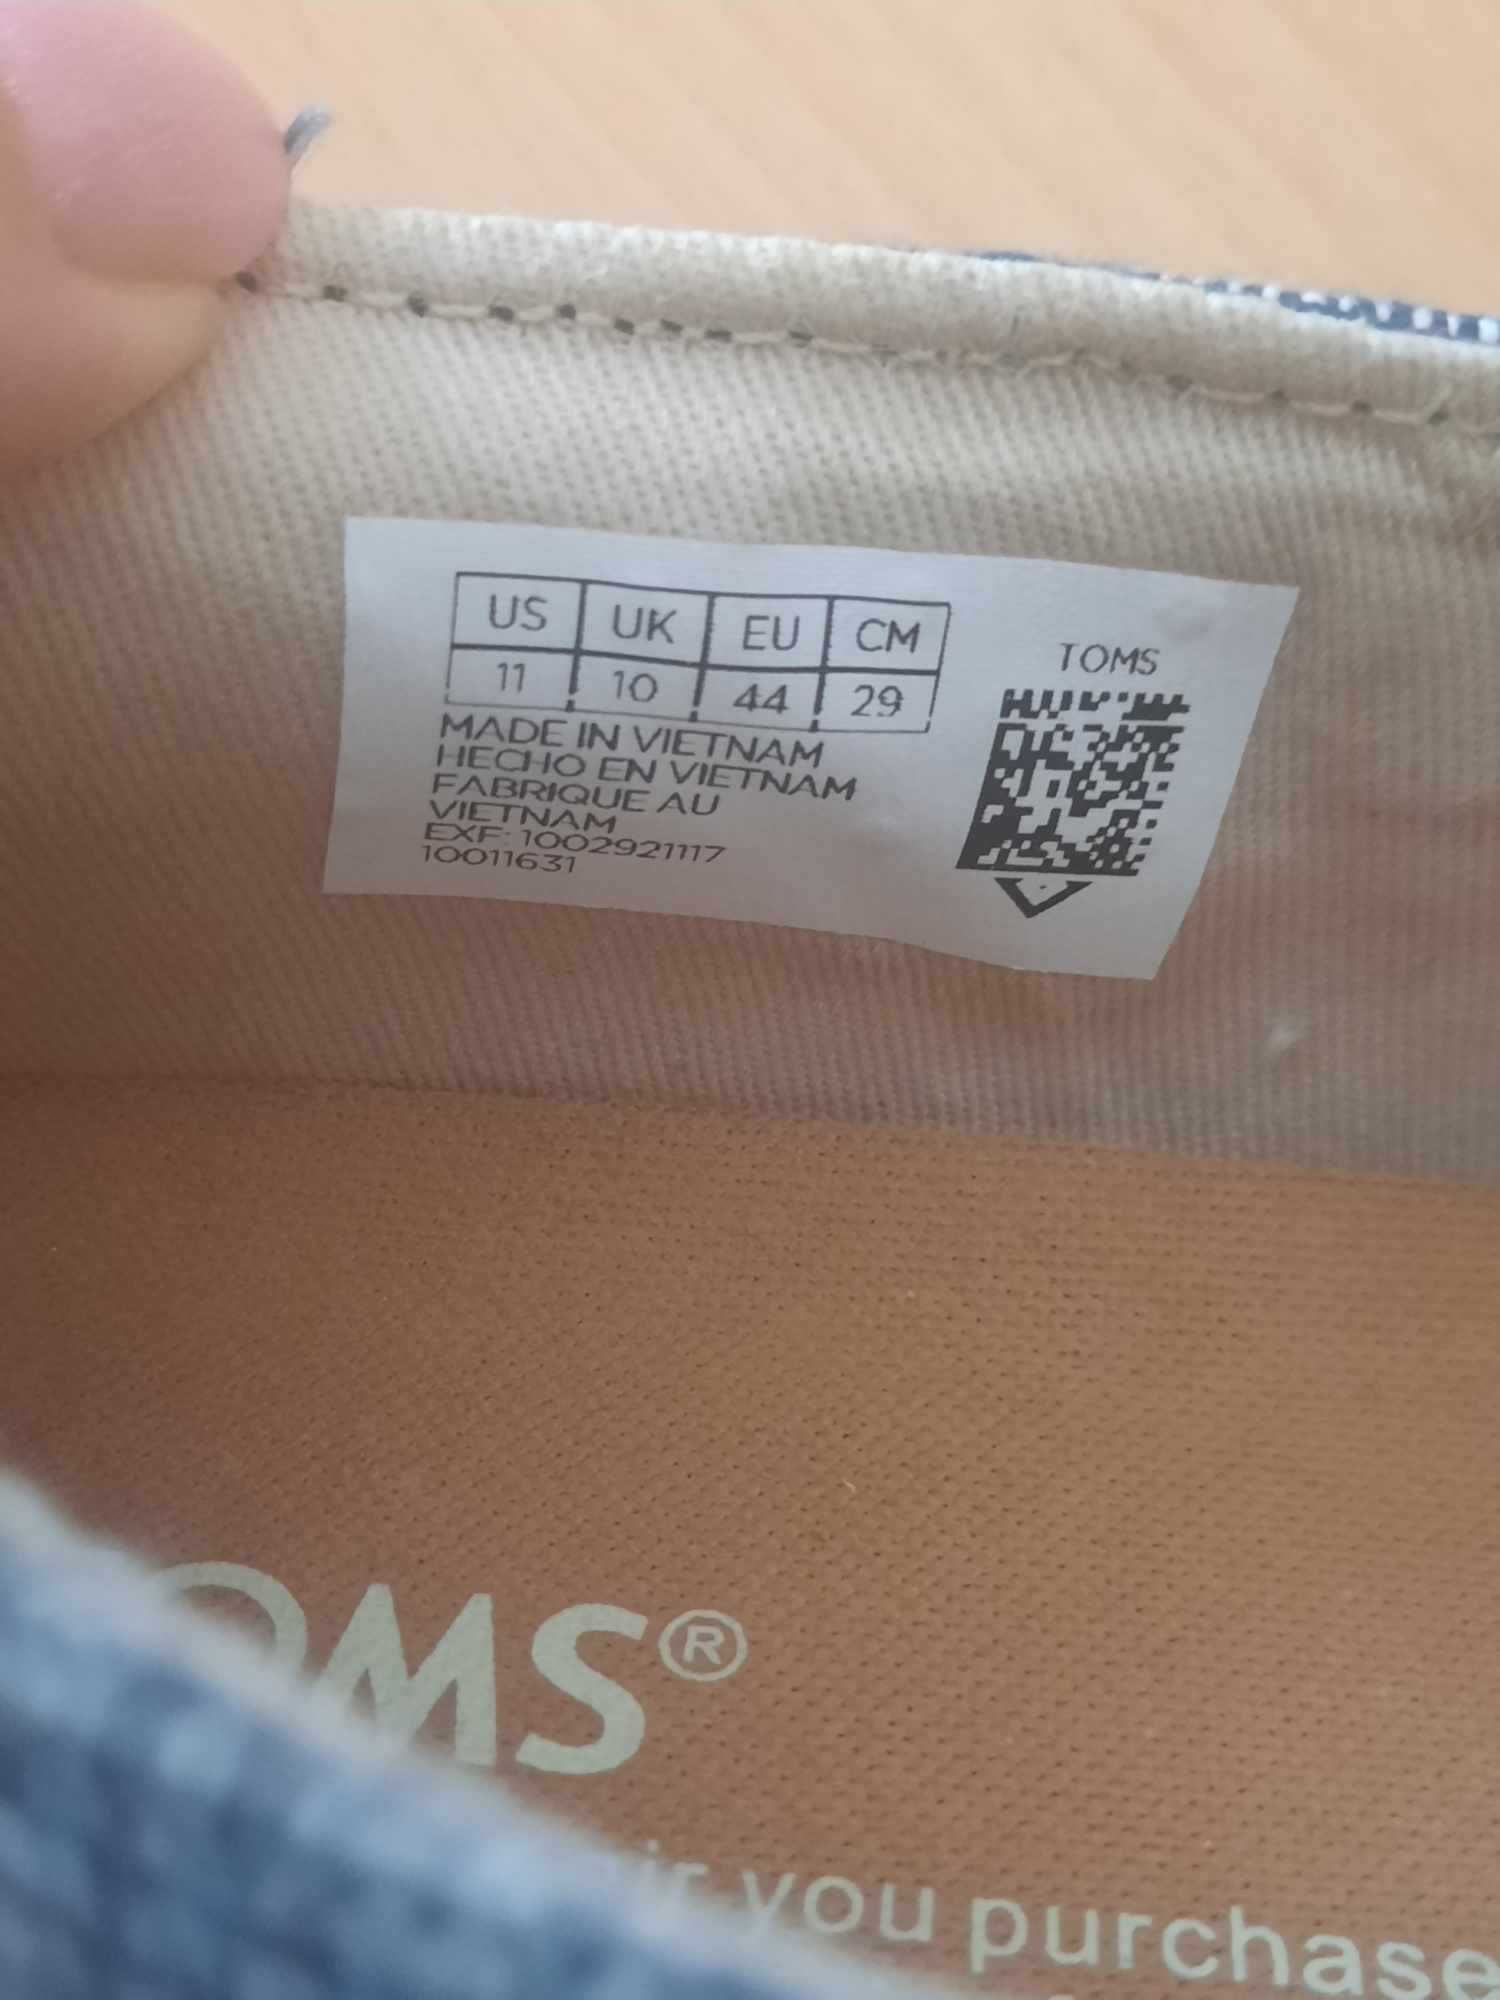 US UK EU CM
11 10 44 29
MADE IN VIETNAM
HECHO EN VIETNAM
FABRIQUE AU
VIETNAM
EXF: 1002921117
10011631
TOMS
OMS®
you purchase